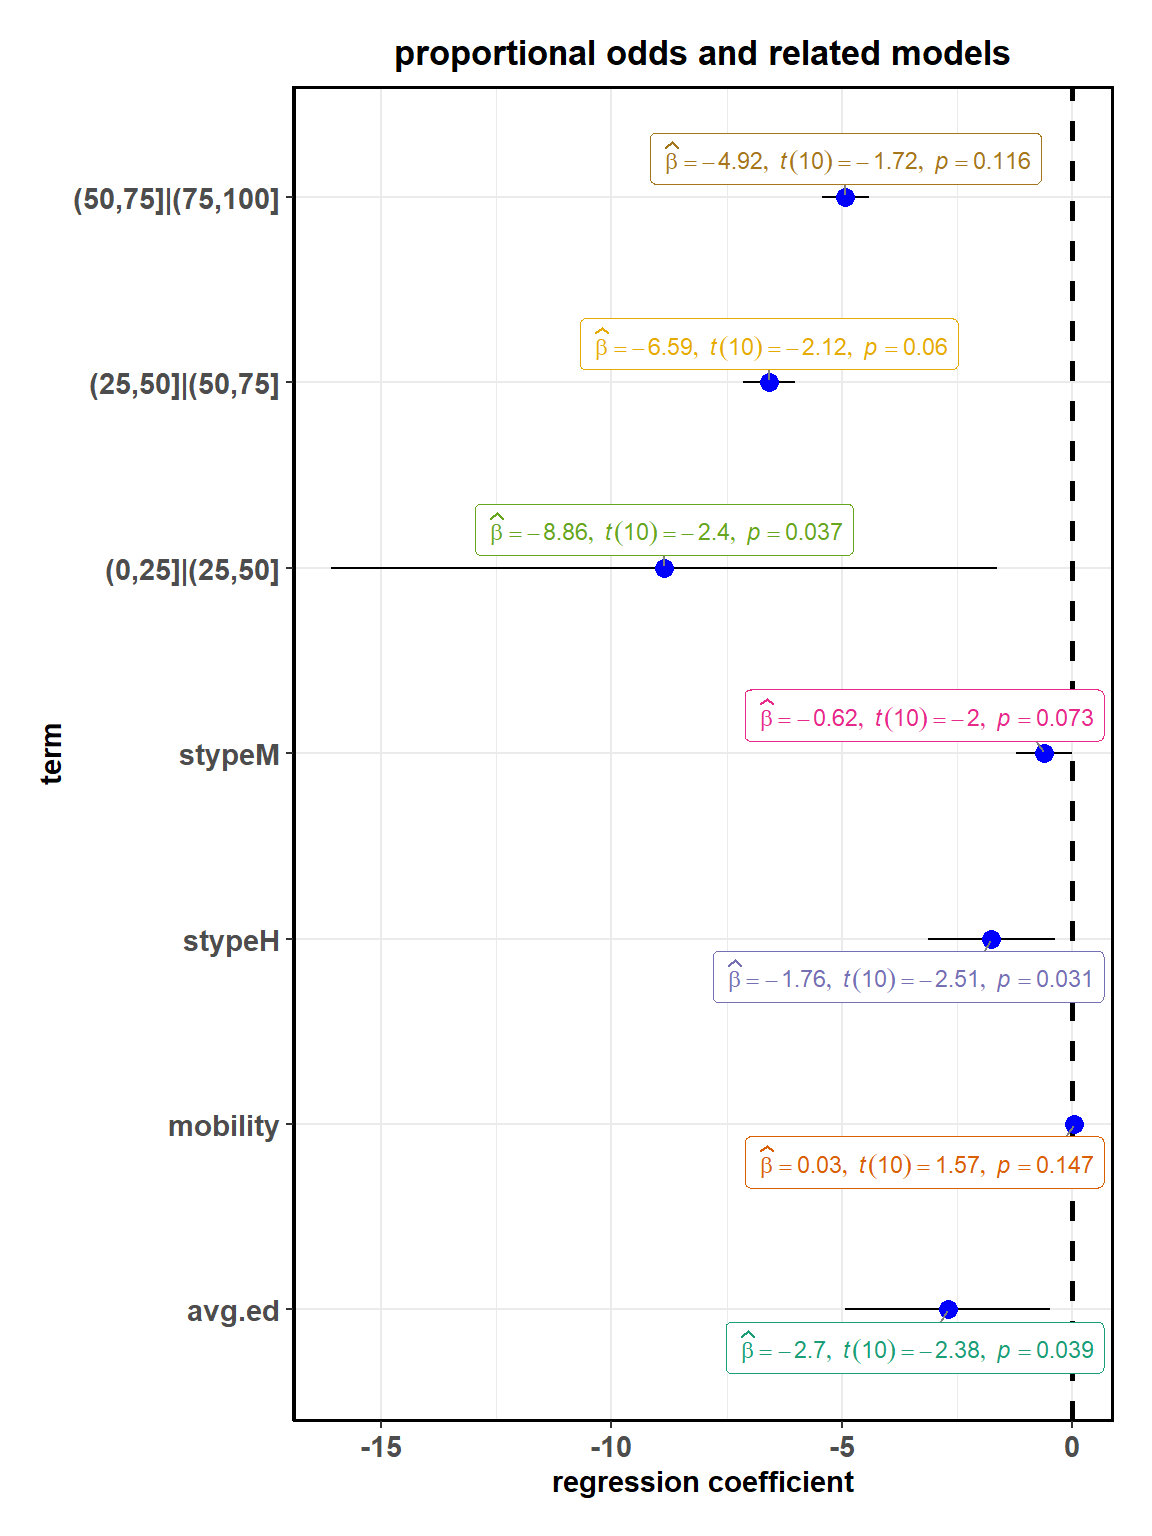 proportional odds and related models
β̂ = −4.92, t(10) = −1.72, p = 0.116
(50,75]|(75,100]
β̂ = −6.59, t(10) = −2.12, p = 0.06
(25,50]|(50,75]
β̂ = −8.86, t(10) = −2.4, p = 0.037
(0,25]|(25,50]
β̂ = −0.62, t(10) = −2, p = 0.073
stypeM
term
stypeH
β̂ = −1.76, t(10) = −2.51, p = 0.031
mobility
β̂ = 0.03, t(10) = 1.57, p = 0.147
avg.ed
β̂ = −2.7, t(10) = −2.38, p = 0.039
-15 -10 -5 0
regression coefficient